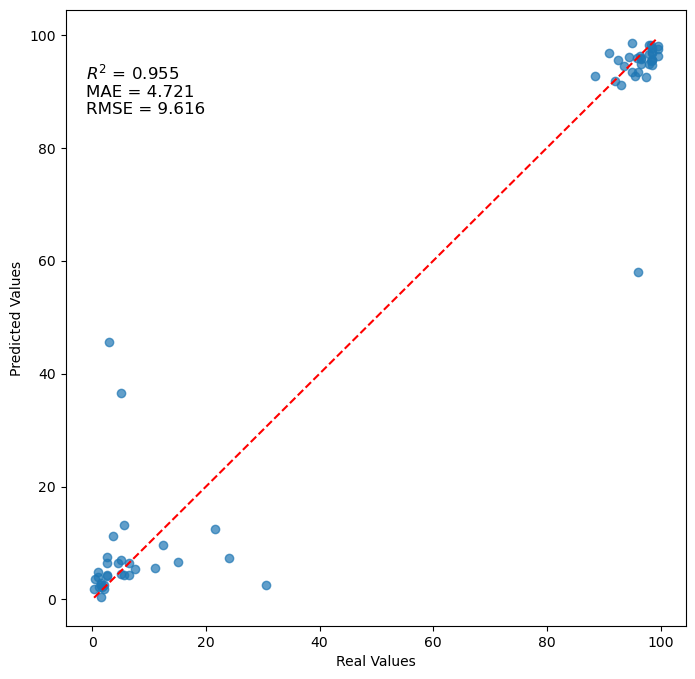 100
80
60
40
20
0
Predicted Values
R² = 0.955
MAE = 4.721
RMSE = 9.616
0 20 40 60 80 100
Real Values